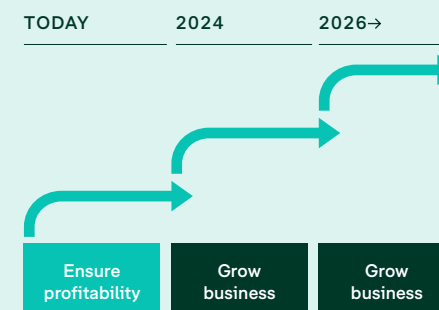 TODAY
2024
2026→
Ensure
profitability
Grow
business
Grow
business